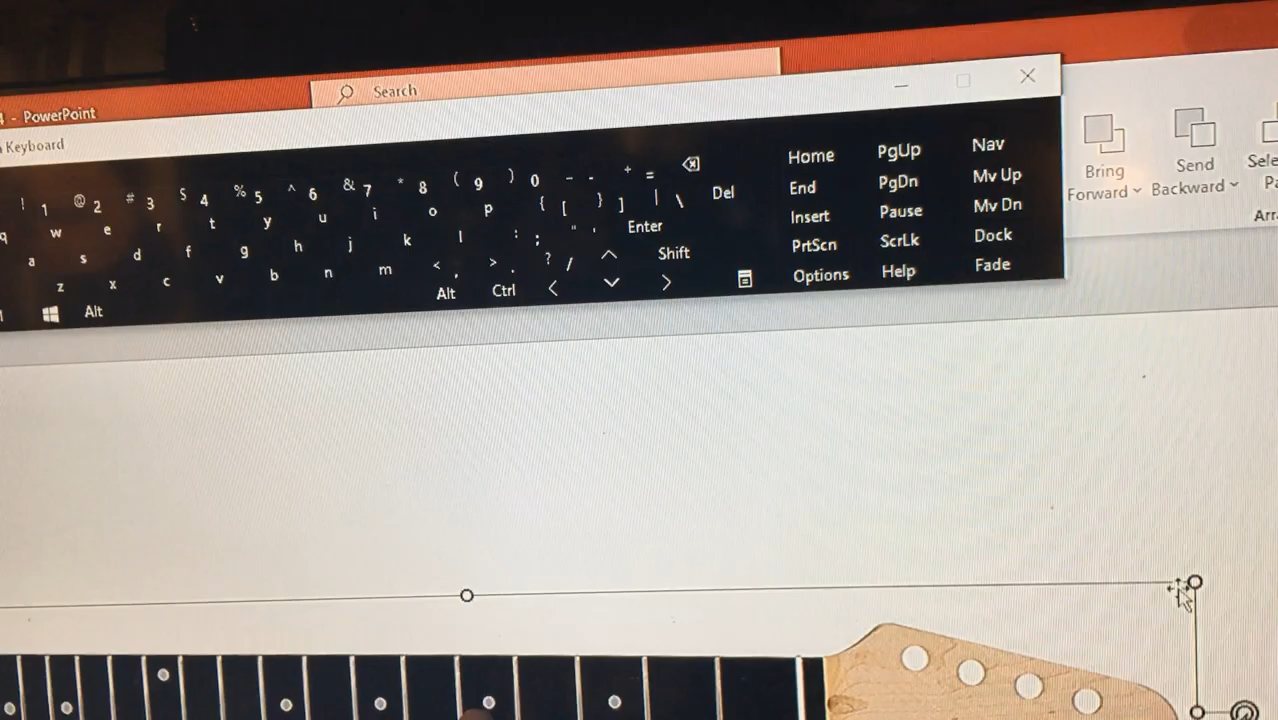 Search
4 - PowerPoint
Keyboard
! 1 @ 2 # 3 $ 4 % 5 ^ 6 & 7 * 8 ( 9 ) 0 _ - + =
q w e r t y u i o p { [ } ] | \ Del
a s d f g h j k l : ; " ' Enter
z x c v b n m < , > . ? / Shift
Alt Alt Ctrl
Home PgUp Nav
End PgDn Mv Up
Insert Pause Mv Dn
PrtScn ScrLk Dock
Options Help Fade
Bring
Forward
Send
Backward